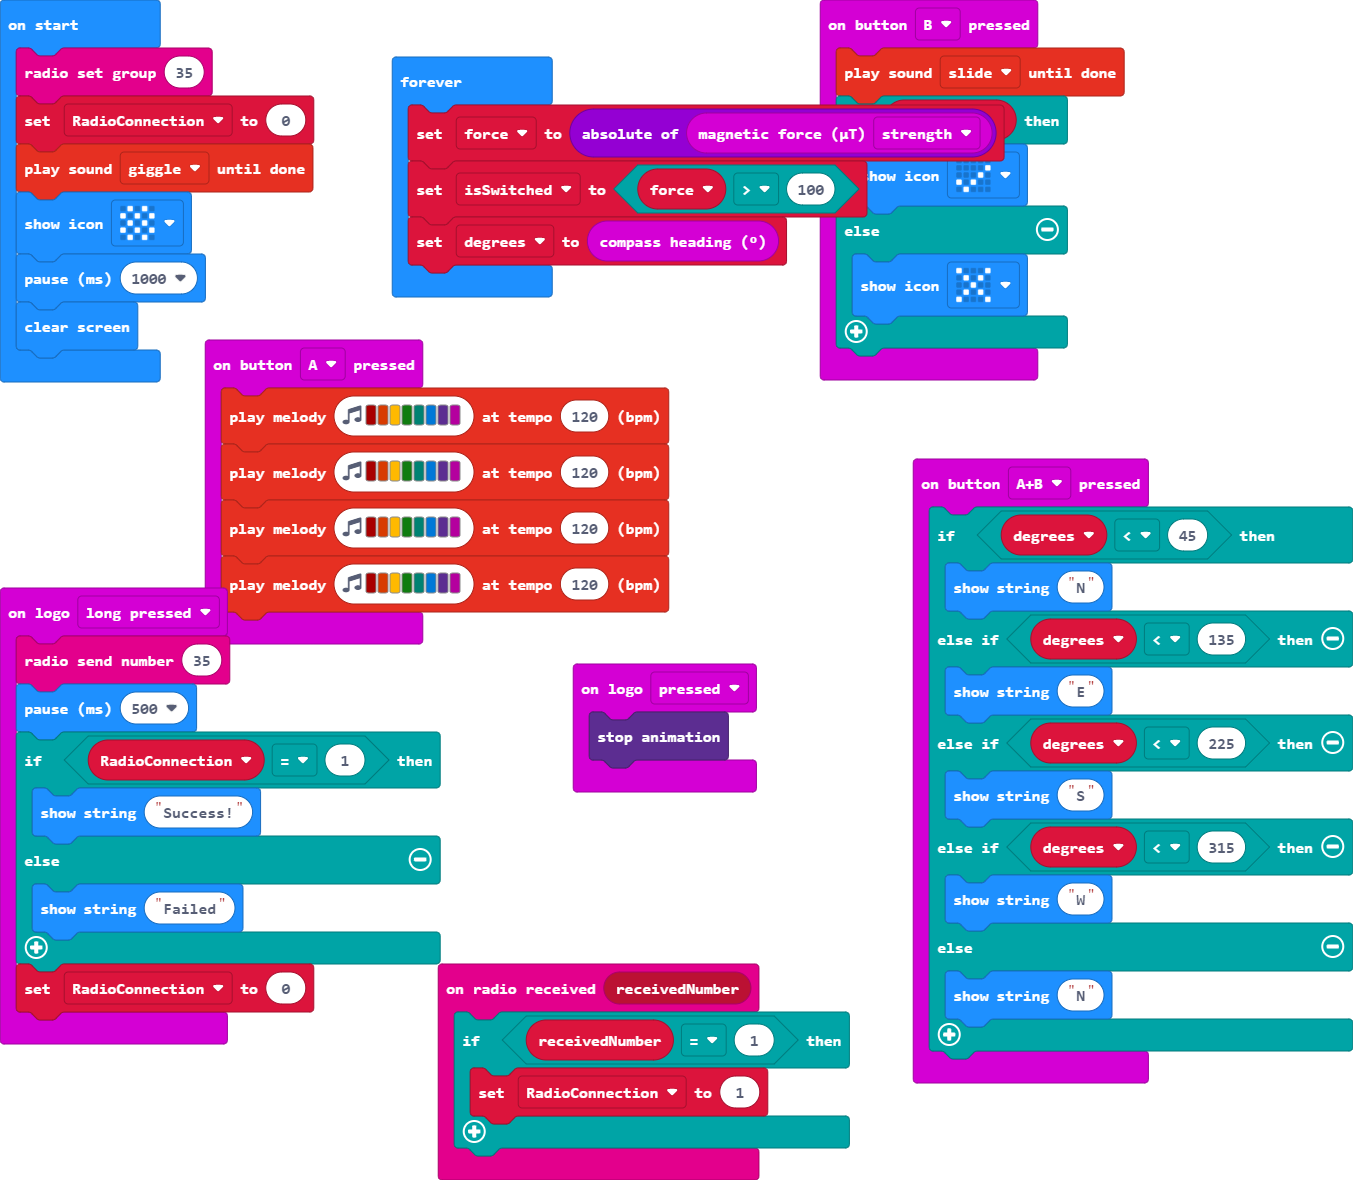 on start
radio set group 35
set RadioConnection to 0
play sound giggle until done
show icon
pause (ms) 1000
clear screen
forever
set force to absolute of magnetic force (µT) strength
set isSwitched to force > 100
set degrees to compass heading (º)
on button B pressed
play sound slide until done
then
show icon
else
show icon
on button A pressed
play melody at tempo 120 (bpm)
play melody at tempo 120 (bpm)
play melody at tempo 120 (bpm)
play melody at tempo 120 (bpm)
on logo long pressed
radio send number 35
pause (ms) 500
if RadioConnection = 1 then
show string "Success!"
else
show string "Failed"
set RadioConnection to 0
on logo pressed
stop animation
on radio received receivedNumber
if receivedNumber = 1 then
set RadioConnection to 1
on button A+B pressed
if degrees < 45 then
show string "N"
else if degrees < 135 then
show string "E"
else if degrees < 225 then
show string "S"
else if degrees < 315 then
show string "W"
else
show string "N"